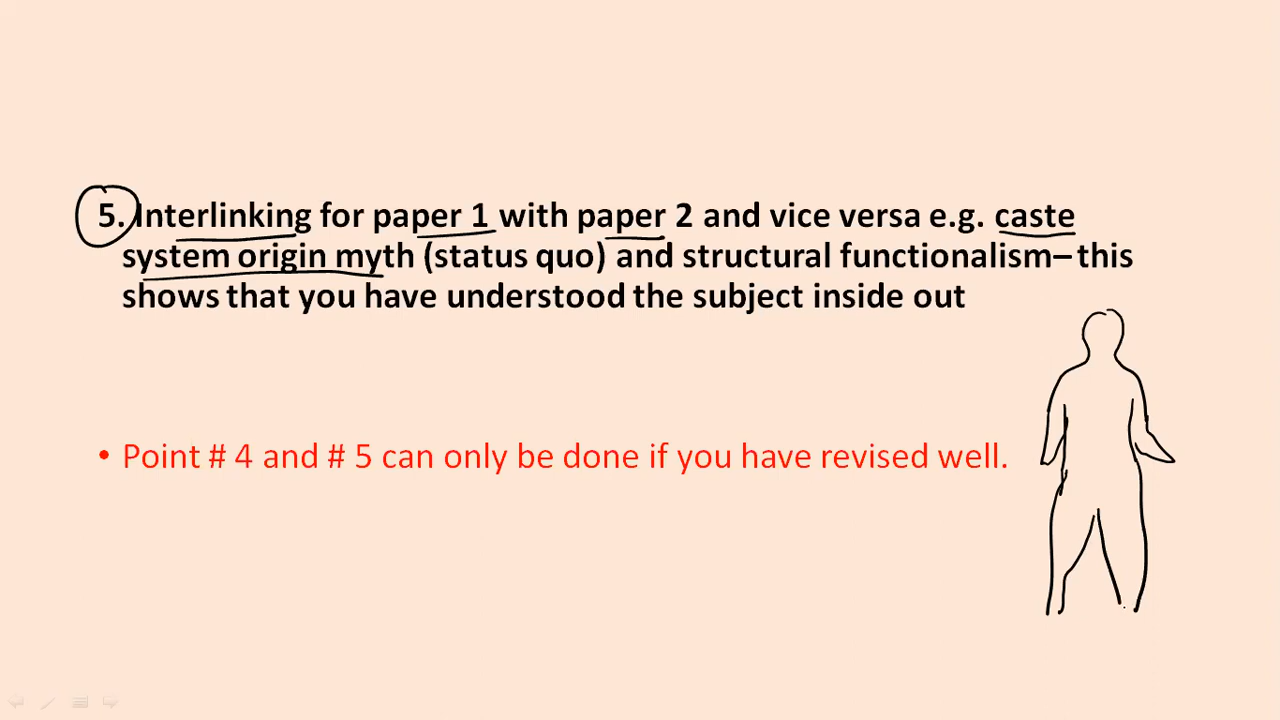 5. Interlinking for paper 1 with paper 2 and vice versa e.g. caste
system origin myth (status quo) and structural functionalism– this
shows that you have understood the subject inside out
• Point # 4 and # 5 can only be done if you have revised well.